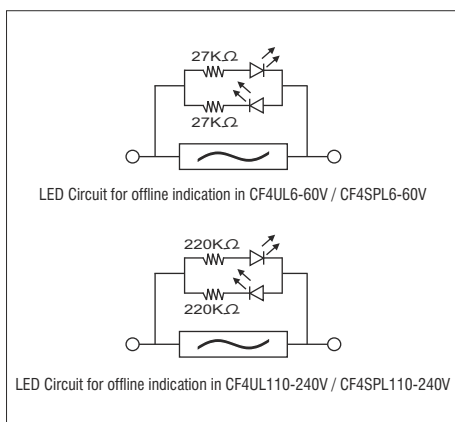 27KΩ
27KΩ
LED Circuit for offline indication in CF4UL6-60V / CF4SPL6-60V
220KΩ
220KΩ
LED Circuit for offline indication in CF4UL110-240V / CF4SPL110-240V